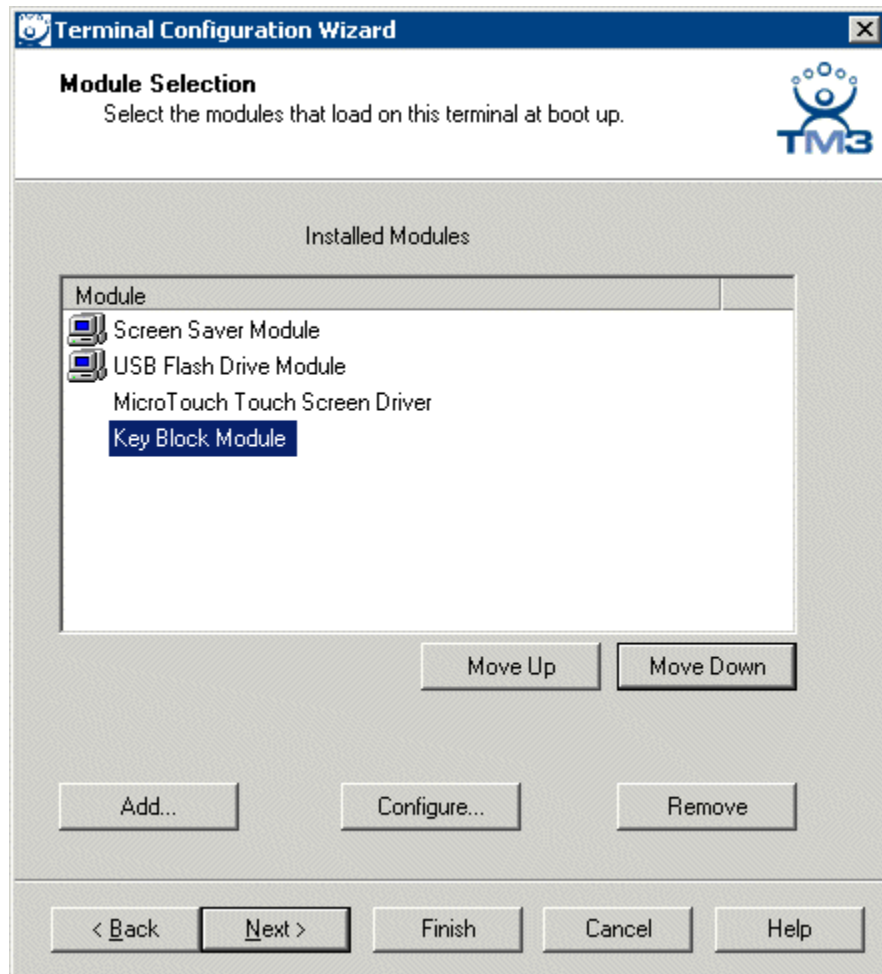 Terminal Configuration Wizard
Module Selection
Select the modules that load on this terminal at boot up.
TM3
Installed Modules
Module
Screen Saver Module
USB Flash Drive Module
MicroTouch Touch Screen Driver
Key Block Module
Move Up Move Down
Add... Configure... Remove
< Back Next > Finish Cancel Help